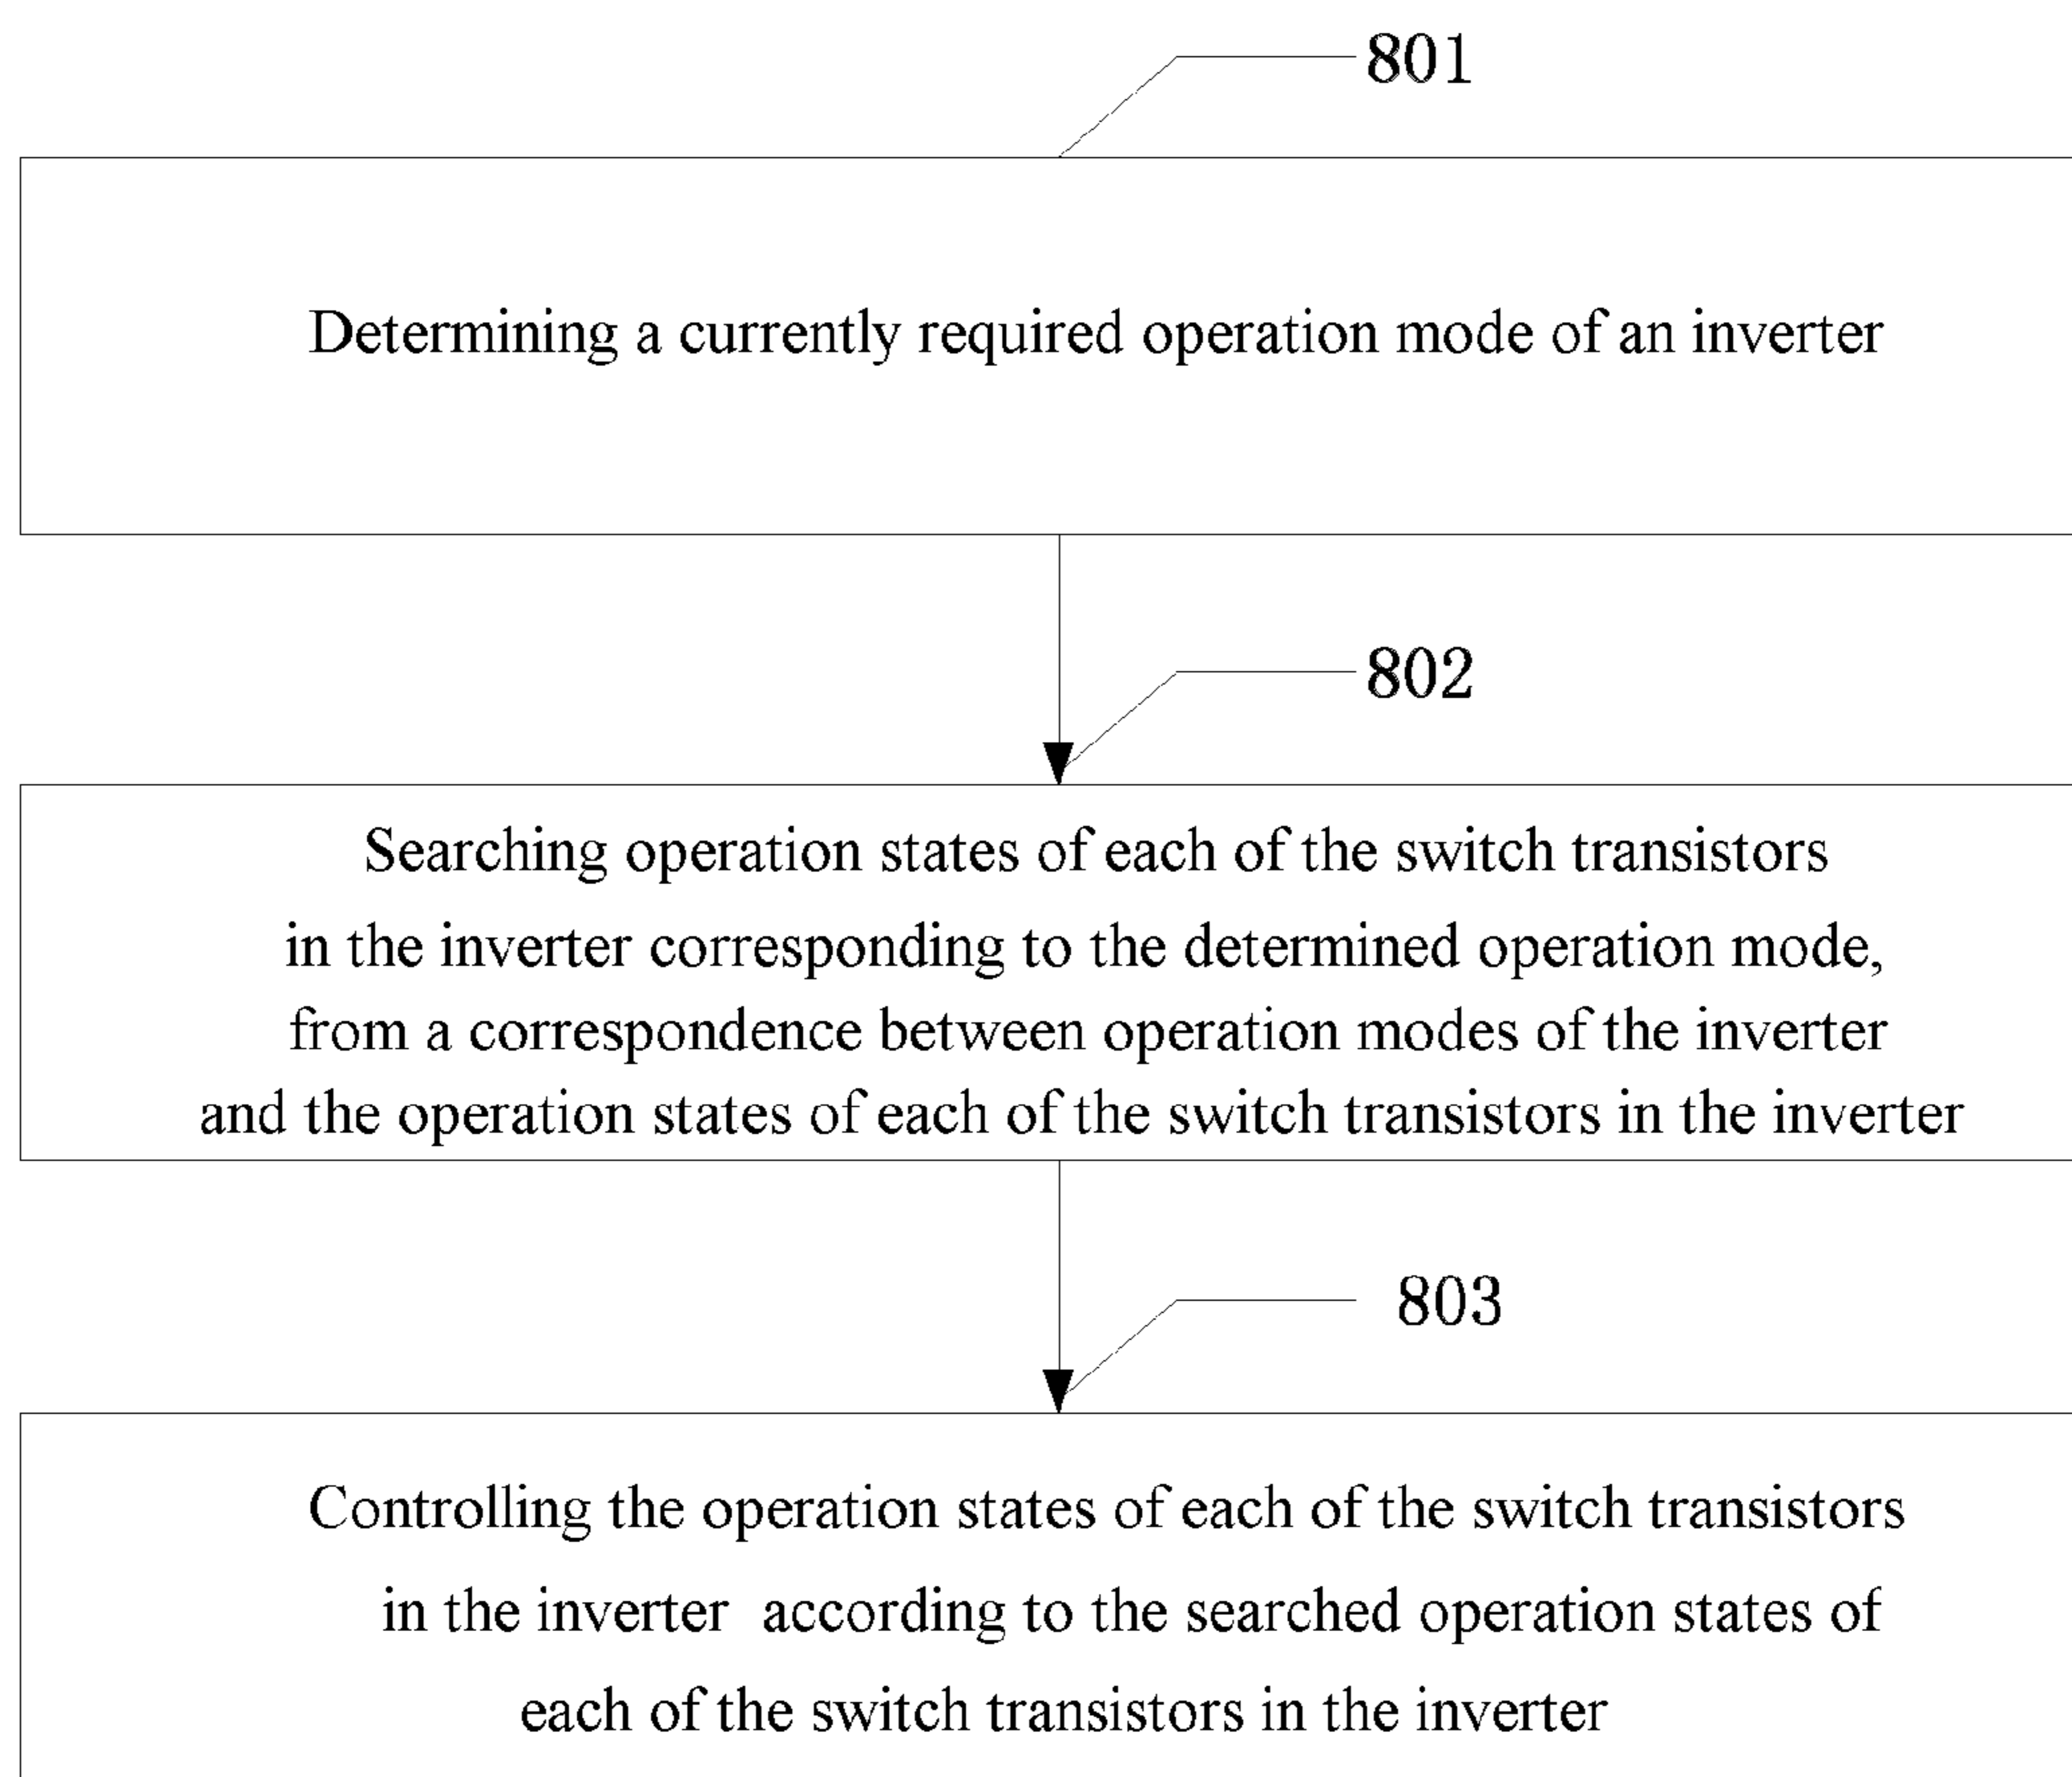 801
Determining a currently required operation mode of an inverter
802
Searching operation states of each of the switch transistors
in the inverter corresponding to the determined operation mode,
from a correspondence between operation modes of the inverter
and the operation states of each of the switch transistors in the inverter
803
Controlling the operation states of each of the switch transistors
in the inverter according to the searched operation states of
each of the switch transistors in the inverter